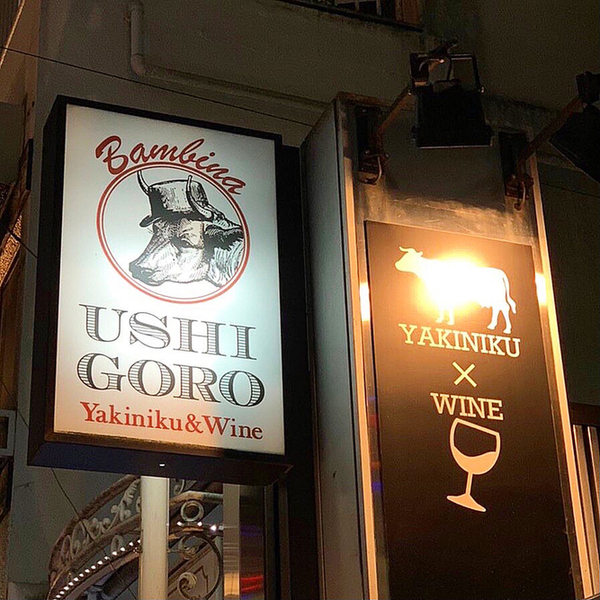 Bambina
USHI
GORO
Yakiniku&Wine
YAKINIKU
×
WINE